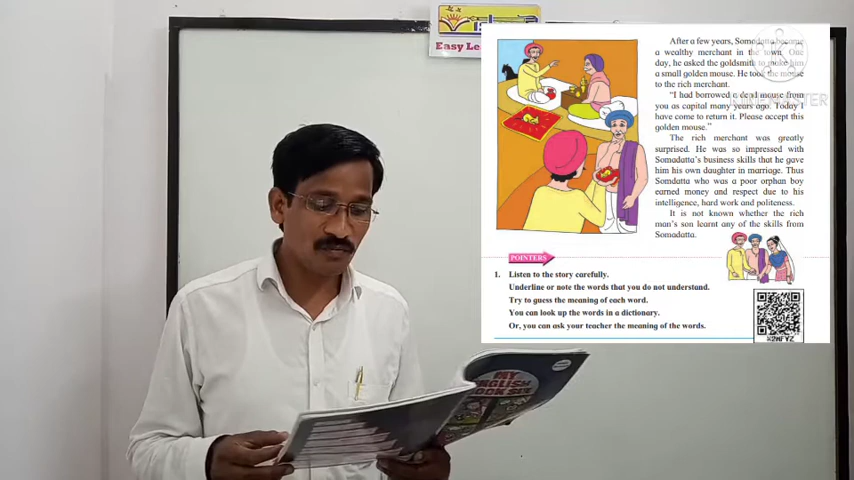 Easy Le
After a few years, Somadatta became
a wealthy merchant in the town. One
day, he asked the goldsmith to make him
a small golden mouse. He took the mouse
to the rich merchant.
"I had borrowed a dead mouse from
you as capital many years ago. Today I
have come to return it. Please accept this
golden mouse."
The rich merchant was greatly
surprised. He was so impressed with
Somadatta's business skills that he gave
him his own daughter in marriage. Thus
Somdatta who was a poor orphan boy
earned money and respect due to his
intelligence, hard work and politeness.
It is not known whether the rich
man's son learnt any of the skills from
Somadatta.
KINEMASTER
POINTERS
1. Listen to the story carefully.
Underline or note the words that you do not understand.
Try to guess the meaning of each word.
You can look up the words in a dictionary.
Or, you can ask your teacher the meaning of the words.
X2WFYZ
MY
ENGLISH